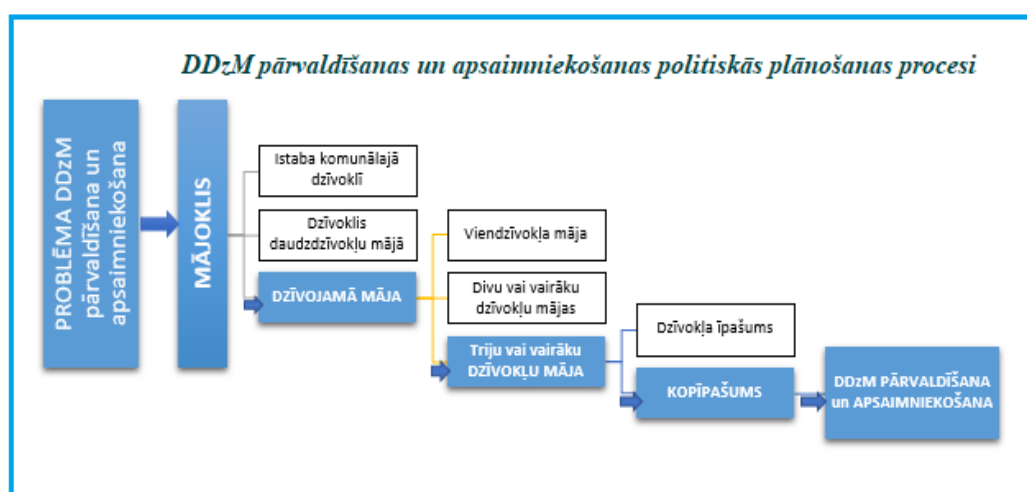 DDzM pārvaldīšanas un apsaimniekošanas politiskās plānošanas procesi
PROBLĒMA DDzM
pārvaldīšana un
apsaimniekošana
MĀJOKLIS
Istaba komunālajā
dzīvoklī
Dzīvoklis
daudzdzīvokļu mājā
DZĪVOJAMĀ MĀJA
Viendzīvokļa māja
Divu vai vairāku
dzīvokļu mājas
Triju vai vairāku
DZĪVOKĻU MĀJA
Dzīvokļa īpašums
KOPĪPAŠUMS
DDzM PĀRVALDĪŠANA
un APSAIMNIEKOŠANA